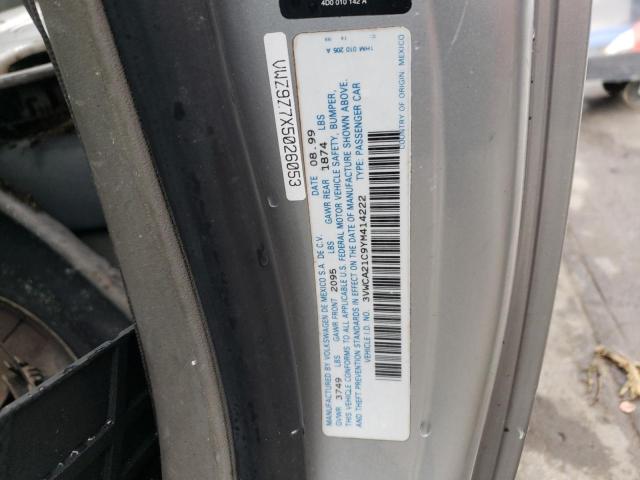 4D0 010 142 A
VWZ9Z7X5026053
1HM 010 205 A
MANUFACTURED BY VOLKSWAGEN DE MEXICO S.A. DE C.V. DATE 08.99
GVWR 3749 LBS GAWR FRONT 2095 LBS GAWR REAR 1874 LBS
THIS VEHICLE CONFORMS TO ALL APPLICABLE U.S. FEDERAL MOTOR VEHICLE SAFETY, BUMPER,
AND THEFT PREVENTION STANDARDS IN EFFECT ON THE DATE OF MANUFACTURE SHOWN ABOVE.
VEHICLE I.D. NO. 3VWCA21C9YM414222 TYPE: PASSENGER CAR
COUNTRY OF ORIGIN: MEXICO